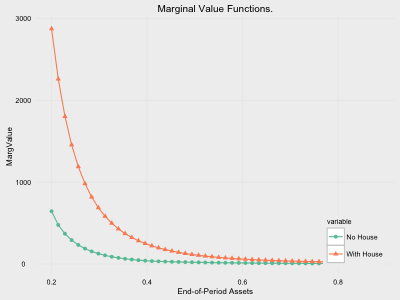 Marginal Value Functions.
3000
2000
1000
0
MargValue
0.2
0.4
0.6
0.8
End-of-Period Assets
variable
No House
With House